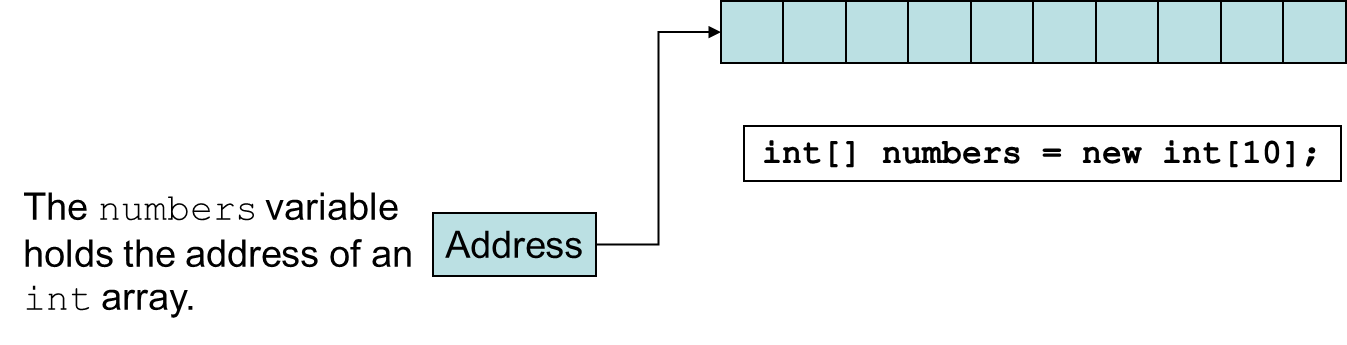 int[] numbers = new int[10];
The numbers variable
holds the address of an
int array.
Address